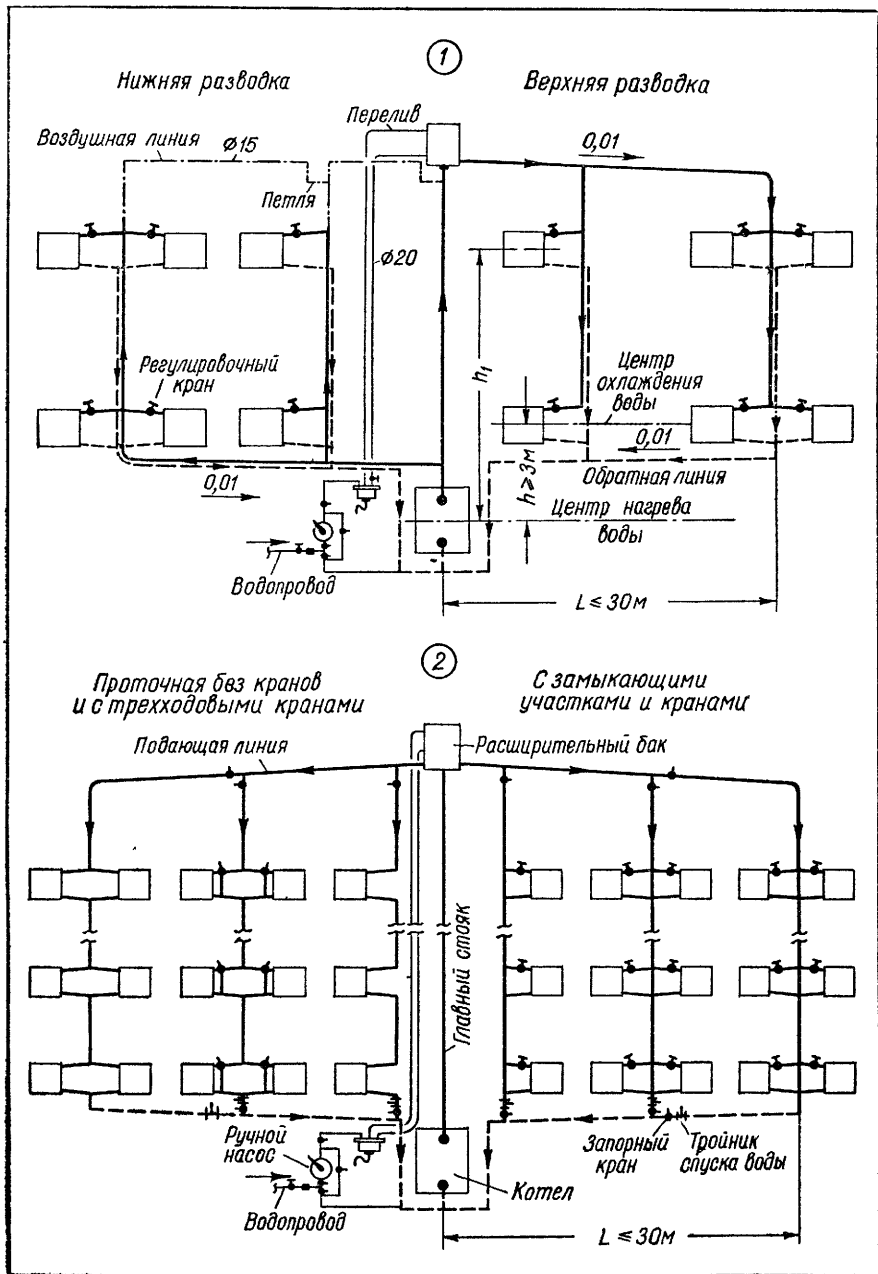 1
Нижняя разводка
Верхняя разводка
Перелив
Воздушная линия
Ф15
0,01
Петля
Ф20
h₁
Регулировочный
кран
Центр
охлаждения
воды
0,01
h⩾3м
Обратная линия
0,01
Центр нагрева
воды
Водопровод
L ⩽ 30м
2
Проточная без кранов
и с трехходовыми кранами
С замыкающими
участками и кранами
Подающая линия
Расширительный бак
Главный стояк
Ручной
насос
Запорный
кран
Тройник
спуска воды
Котел
Водопровод
L ⩽ 30м